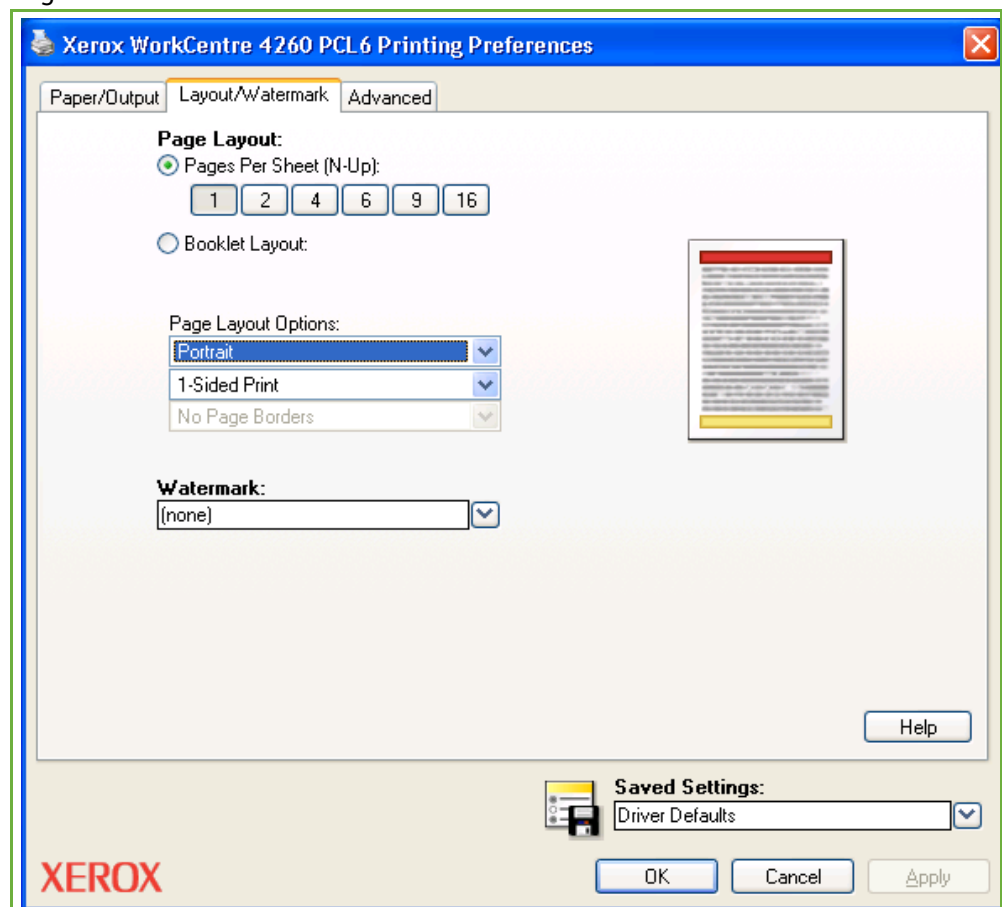 Xerox WorkCentre 4260 PCL6 Printing Preferences
Paper/Output Layout/Watermark Advanced
Page Layout:
Pages Per Sheet (N-Up):
1 2 4 6 9 16
Booklet Layout:
Page Layout Options:
Portrait
1-Sided Print
No Page Borders
Watermark:
(none)
Help
Saved Settings:
Driver Defaults
XEROX OK Cancel Apply